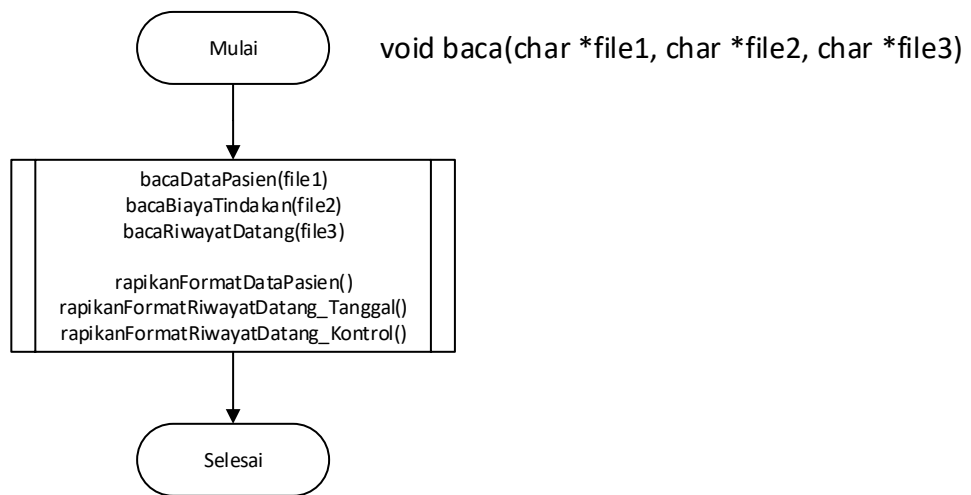 Mulai
void baca(char *file1, char *file2, char *file3)
bacaDataPasien(file1)
bacaBiayaTindakan(file2)
bacaRiwayatDatang(file3)
rapikanFormatDataPasien()
rapikanFormatRiwayatDatang_Tanggal()
rapikanFormatRiwayatDatang_Kontrol()
Selesai